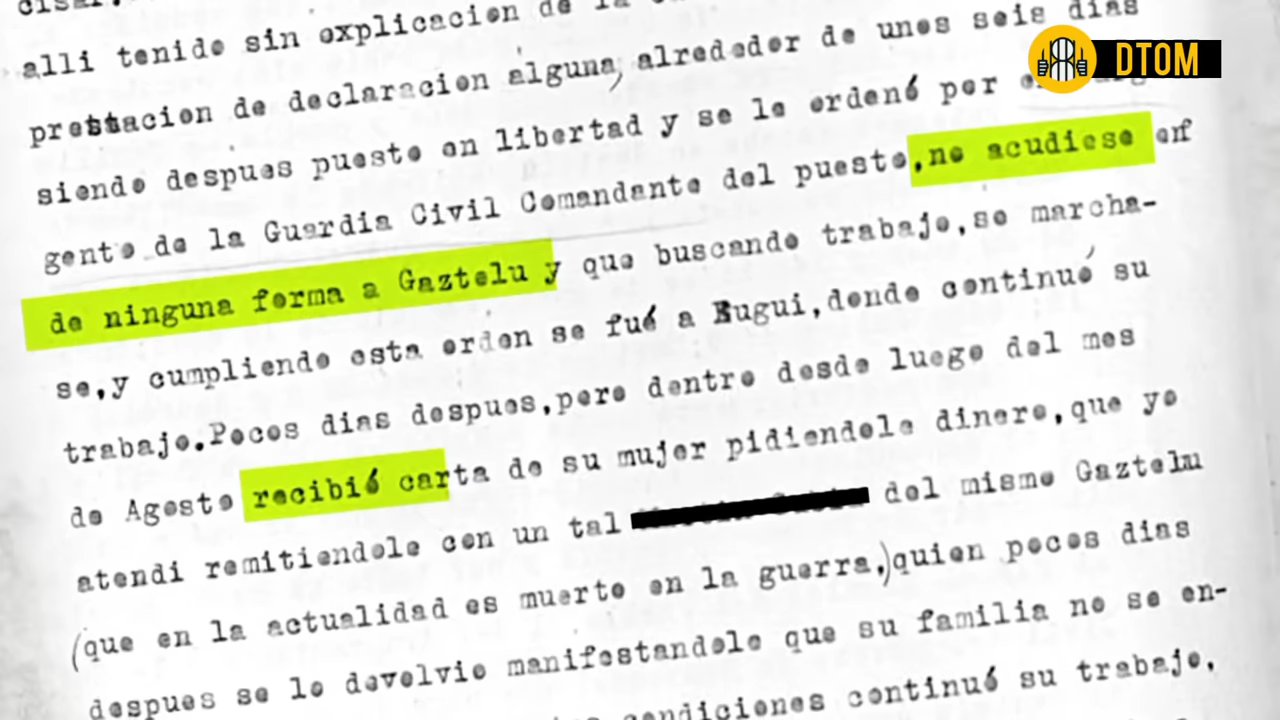 DTOM
alli tenido sin explicacion de
prestacion de declaracion alguna, alrededor de unos seis dias
siendo despues puesto en libertad y se le ordenó por
gento de la Guardia Civil Comandante del puesto,no acudiese en
de ninguna forma a Gaztelu y que buscando trabajo,se marcha-
se,y cumpliendo esta orden se fué a Eugui,donde continuó su
trabajo.Pocos dias despues,pero dentro desde luego del mes
de Agosto recibió carta de su mujer pidiendole dinero,que yo
atendi remitiendole con un tal del mismo Gaztelu
(que en la actualidad es muerto en la guerra,)quien pocos dias
despues se lo devolvio manifestandole que su familia no se en-
condiciones continuó su trabajo,